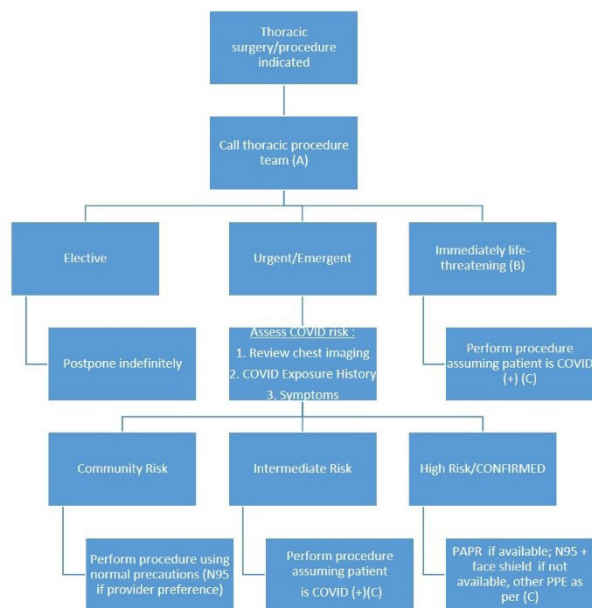 Thoracic
surgery/procedure
indicated
Call thoracic procedure
team (A)
Elective
Urgent/Emergent
Immediately life-
threatening (B)
Postpone indefinitely
Assess COVID risk :
1. Review chest imaging
2. COVID Exposure History
3. Symptoms
Perform procedure
assuming patient is COVID
(+) (C)
Community Risk
Intermediate Risk
High Risk/CONFIRMED
Perform procedure using
normal precautions (N95
if provider preference)
Perform procedure
assuming patient
is COVID (+)(C)
PAPR if available; N95 +
face shield if not
available, other PPE as
per (C)